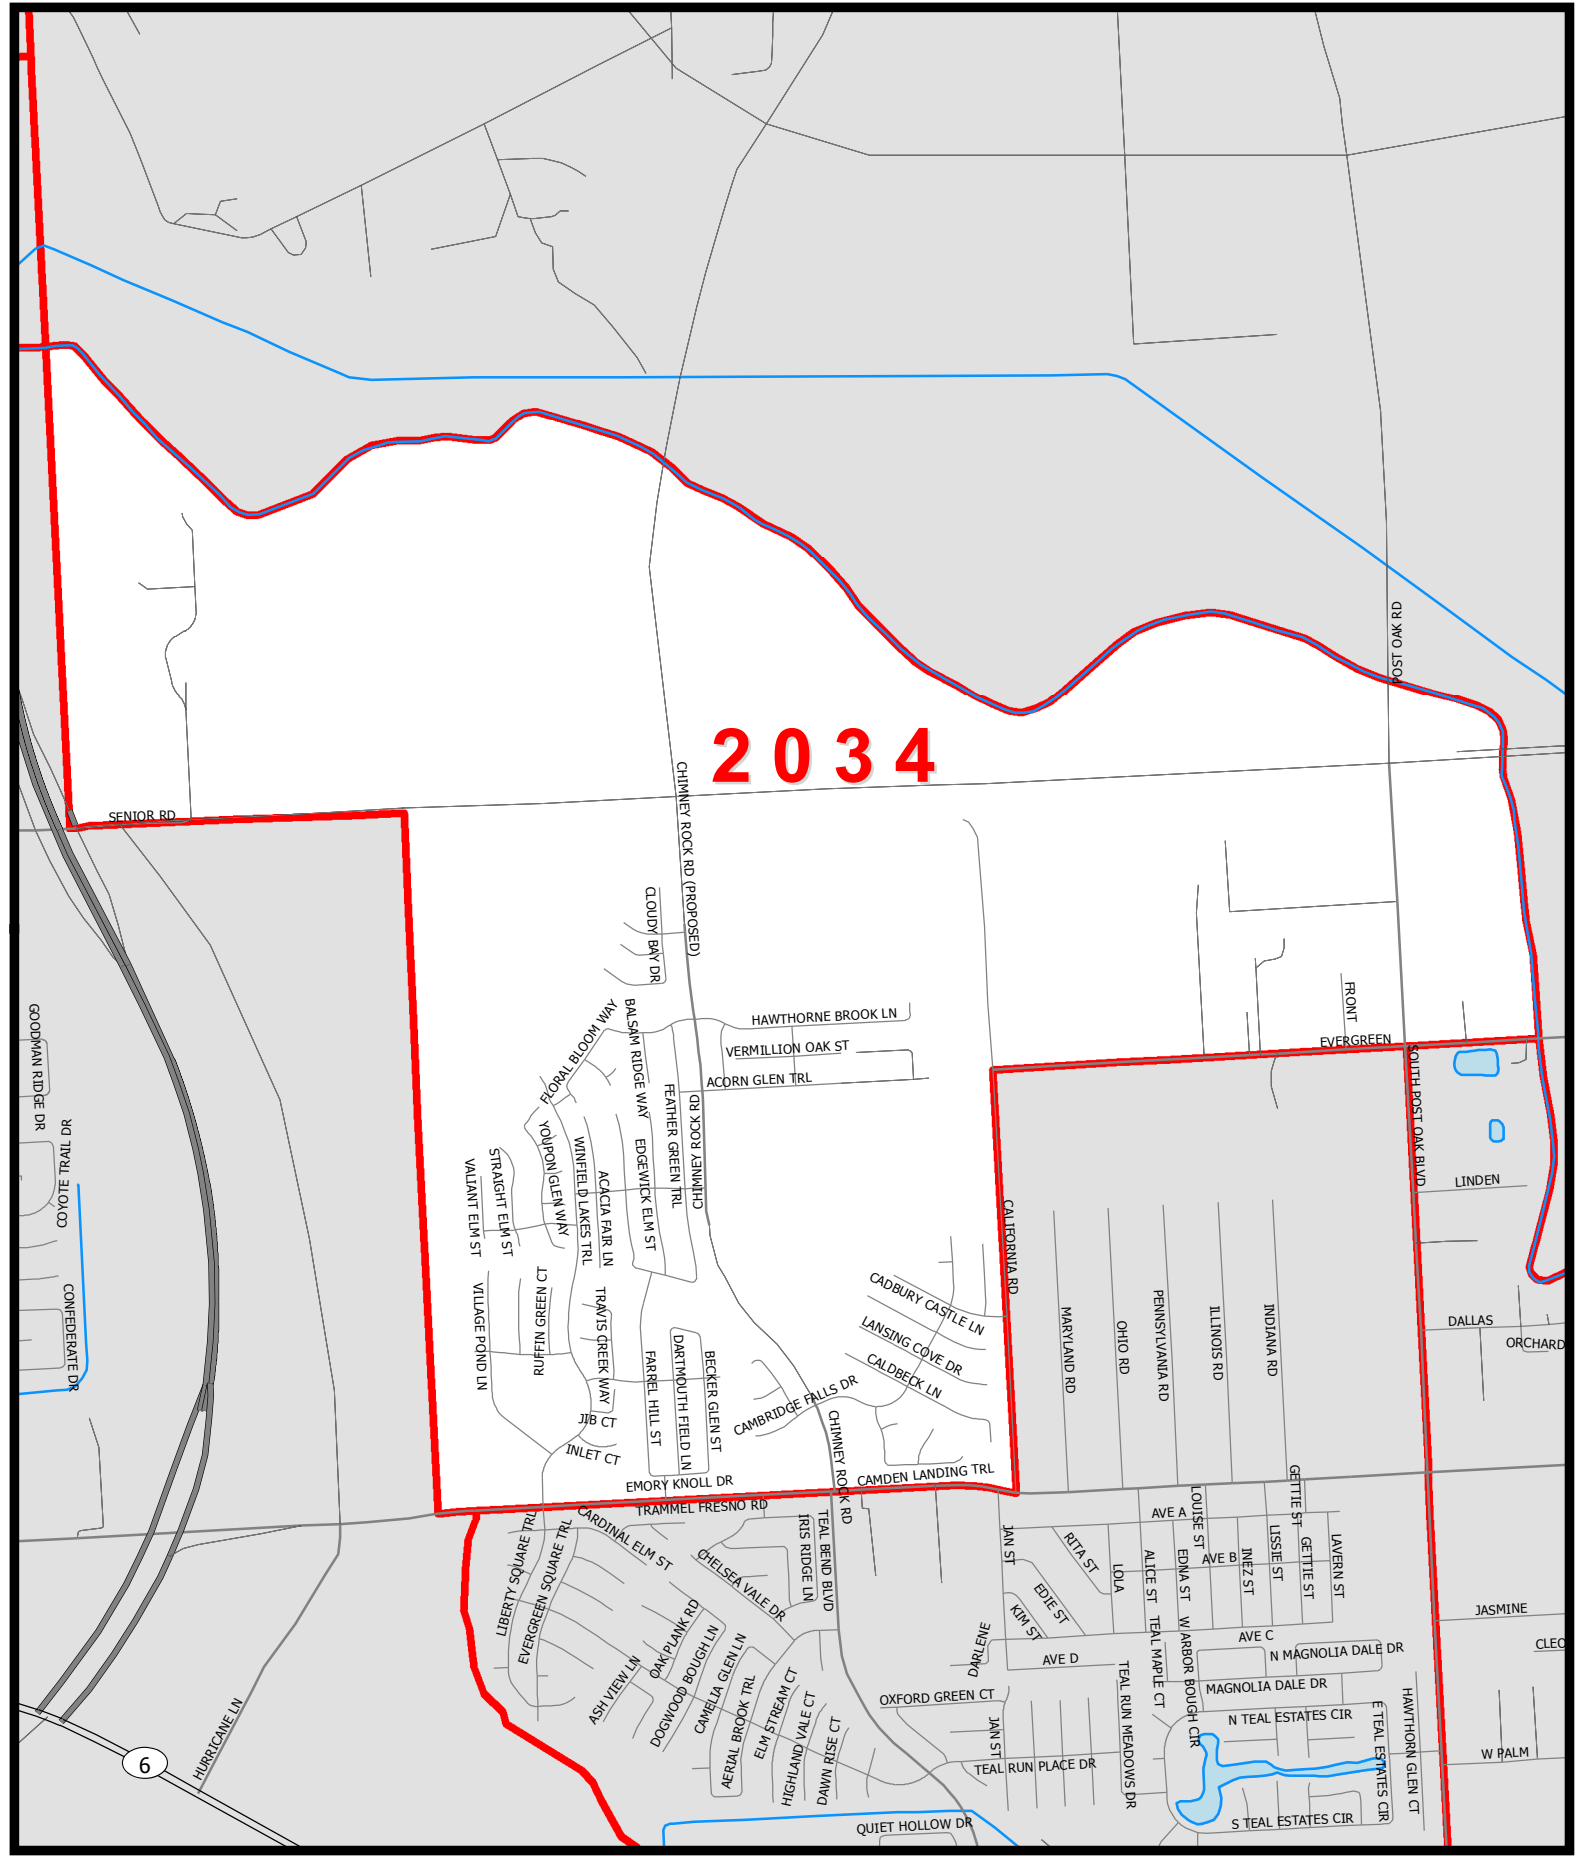 POST OAK RD
2034
SENIOR RD
CHIMNEY ROCK RD (PROPOSED)
CLOUDY BAY DR
FLORAL BLOOM WAY
BALSAM RIDGE WAY
HAWTHORNE BROOK LN
VERMILLION OAK ST
ACORN GLEN TRL
FRONT
EVERGREEN
GOODMAN RIDGE DR
COYOTE TRAIL DR
CONFEDERATE DR
VALIANT ELM ST
STRAIGHT ELM ST
YOUPON GLEN WAY
WINFIELD LAKES TRL
ACACIA FAIR LN
EDGEWICK ELM ST
FEATHER GREEN TRL
CHIMNEY ROCK RD
SOUTH POST OAK BLVD
LINDEN
CALIFORNIA RD
CADBURY CASTLE LN
LANSING COVE DR
CALDBECK LN
VILLAGE POND LN
RUFFIN GREEN CT
TRAVIS CREEK WAY
FARREL HILL ST
DARTMOUTH FIELD LN
BECKER GLEN ST
CAMBRIDGE FALLS DR
MARYLAND RD
OHIO RD
PENNSYLVANIA RD
ILLINOIS RD
INDIANA RD
DALLAS
ORCHARD
JIB CT
INLET CT
EMORY KNOLL DR
CHIMNEY ROCK RD
CAMDEN LANDING TRL
TRAMMEL FRESNO RD
LIBERTY SQUARE TRL
EVERGREEN SQUARE TRL
CARDINAL ELM ST
CHELSEA VALE DR
IRIS RIDGE LN
TEAL BEND BLVD
JAN ST
RITA ST
LOLA
ALICE ST
AVE A
LOUISE ST
EDNA ST
AVE B
INEZ ST
LISSIE ST
GETTIE ST
GETTIE ST
LAVERN ST
EDIE ST
KIM ST
DARLENE
AVE C
AVE D
JASMINE
CLEO
OAK PLANK RD
ASH VIEW LN
DOGWOOD BOUGH LN
CAMELIA GLEN LN
AERIAL BROOK TRL
ELM STREAM CT
HIGHLAND VALE CT
DAWN RISE CT
OXFORD GREEN CT
JAN ST
TEAL RUN PLACE DR
TEAL RUN MEADOWS DR
TEAL MAPLE CT
W ARBOR BOUGH CIR
N MAGNOLIA DALE DR
MAGNOLIA DALE DR
N TEAL ESTATES CIR
E TEAL ESTATES CIR
HAWTHORN GLEN CT
S TEAL ESTATES CIR
W PALM
HURRICANE LN
6
QUIET HOLLOW DR